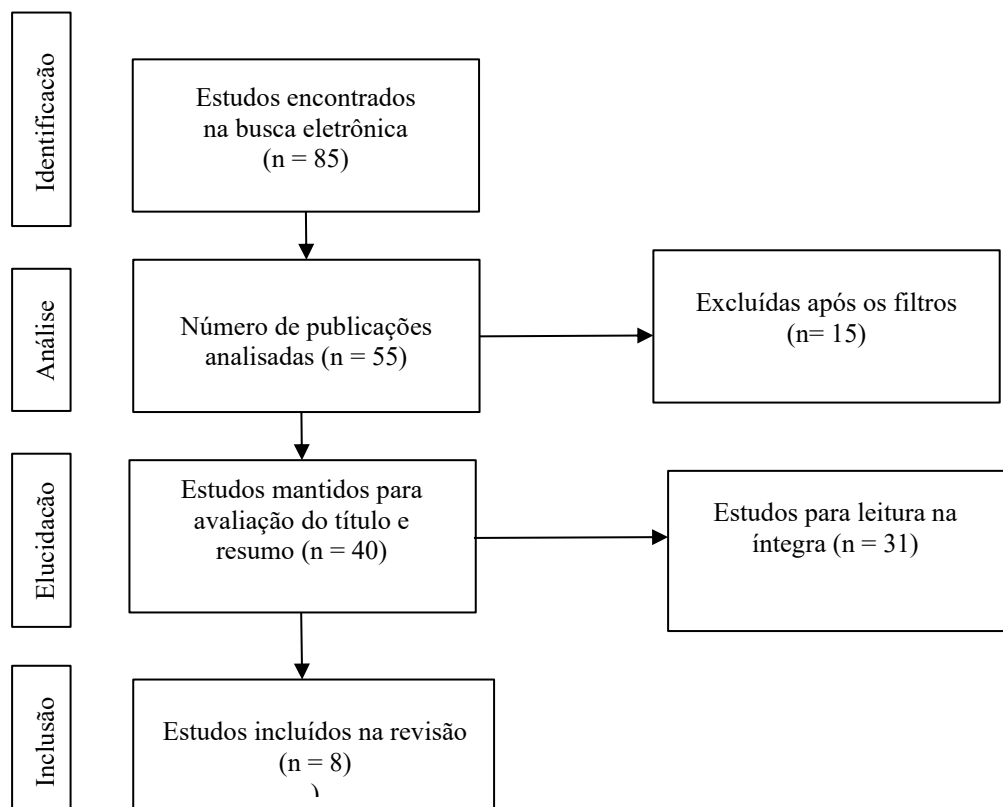 Identificacão
Estudos encontrados
na busca eletrônica
(n = 85)
Análise
Número de publicações
analisadas (n = 55)
Excluídas após os filtros
(n= 15)
Elucidacão
Estudos mantidos para
avaliação do título e
resumo (n = 40)
Estudos para leitura na
íntegra (n = 31)
Inclusão
Estudos incluídos na revisão
(n = 8)
)